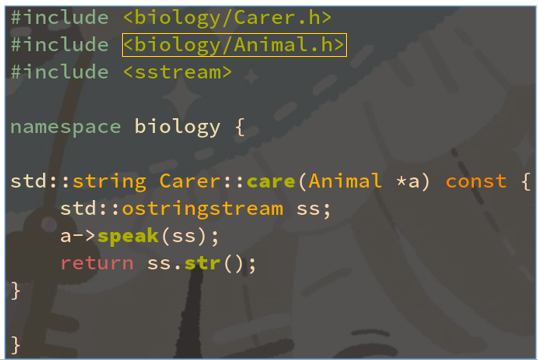 #include <biology/Carer.h>
#include <biology/Animal.h>
#include <sstream>
namespace biology {
std::string Carer::care(Animal *a) const {
    std::ostringstream ss;
    a->speak(ss);
    return ss.str();
}
}